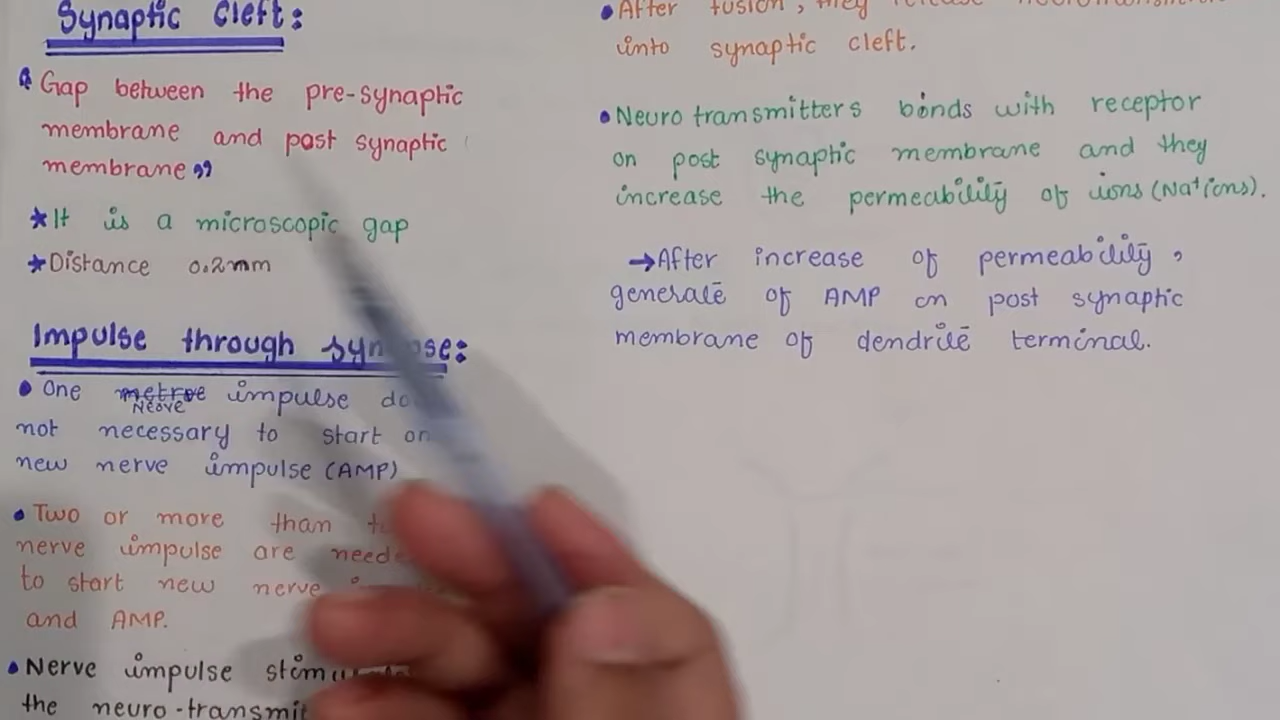 Synaptic Cleft:
Gap between the pre-synaptic
membrane and post synaptic
membrane"
* It is a microscopic gap
* Distance 0.2mm
Impulse through synapse:
• One Neove impulse
not necessary to start
new nerve impulse (AMP)
• Two or more than
nerve impulse are
to start new nerve
and AMP.
• Nerve impulse
the neuro-
• After fusion, they release
into synaptic cleft.
• Neuro transmitters bonds with receptor
on post synaptic membrane and they
increase the permeability of ions (Na+ ions).
→ After increase of permeability,
generate of AMP on post synaptic
membrane of dendrite terminal.